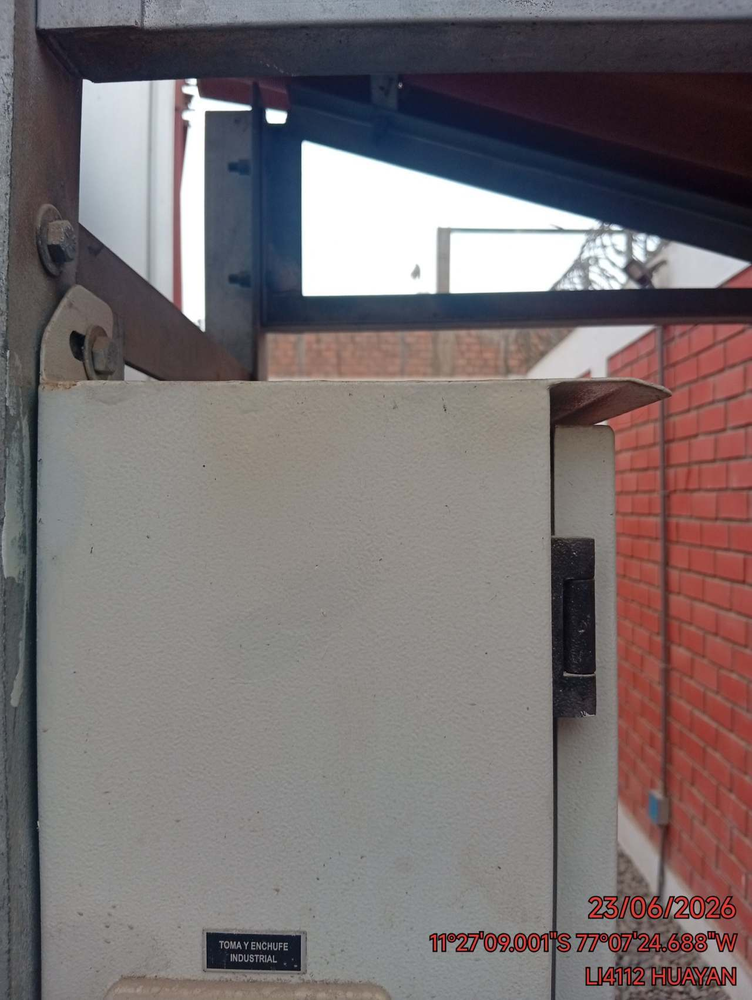 TOMA Y ENCHUFE
INDUSTRIAL
23/06/2026
11°27'09.001"S 77°07'24.688"W
LI4112 HUAYAN